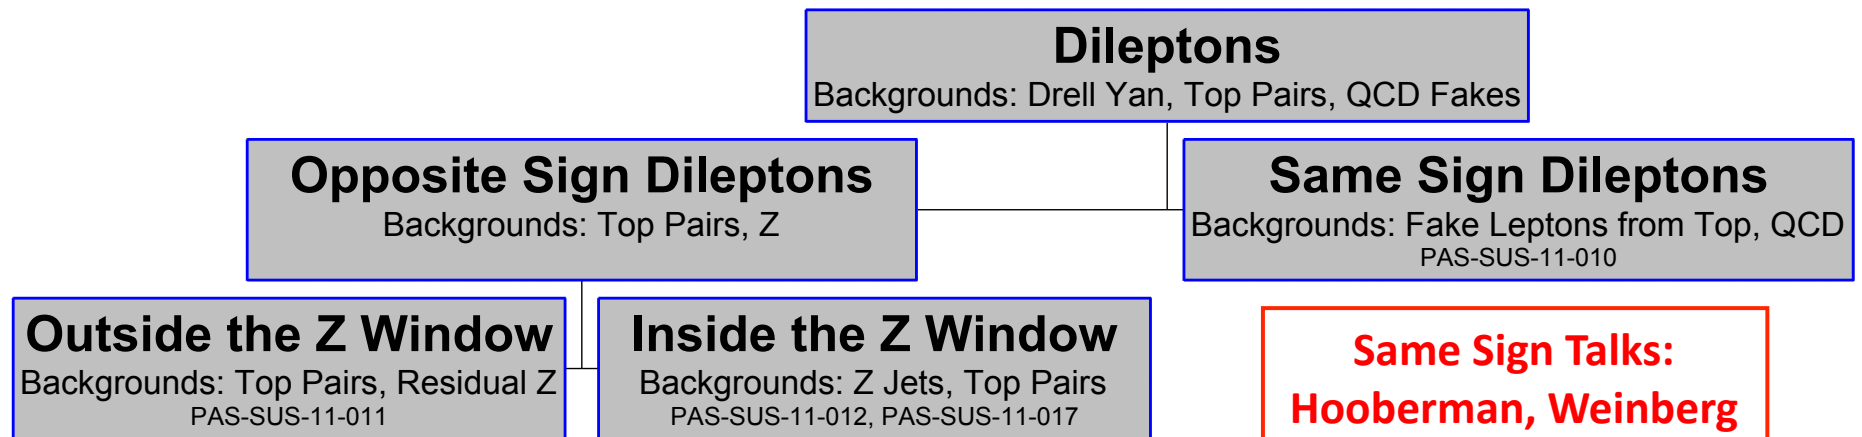 Dileptons
Backgrounds: Drell Yan, Top Pairs, QCD Fakes
Opposite Sign Dileptons
Backgrounds: Top Pairs, Z
Same Sign Dileptons
Backgrounds: Fake Leptons from Top, QCD
PAS-SUS-11-010
Outside the Z Window
Backgrounds: Top Pairs, Residual Z
PAS-SUS-11-011
Inside the Z Window
Backgrounds: Z Jets, Top Pairs
PAS-SUS-11-012, PAS-SUS-11-017
Same Sign Talks:
Hooberman, Weinberg